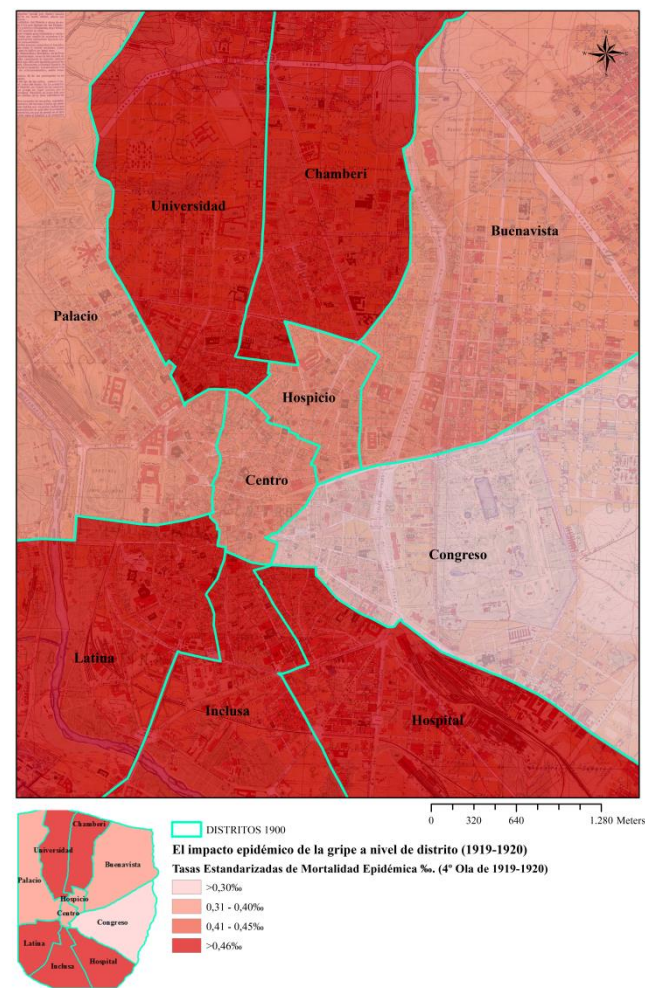 Chamberi
Universidad
Buenavista
Palacio
Hospicio
Centro
Congreso
Latina
Inclusa
Hospital
0 320 640 1.280 Meters
DISTRITOS 1900
El impacto epidémico de la gripe a nivel de distrito (1919-1920)
Tasas Estandarizadas de Mortalidad Epidémica ‰. (4º Ola de 1919-1920)
>0,30‰
0,31 - 0,40‰
0,41 - 0,45‰
>0,46‰
Chamberi
Universidad
Buenavista
Palacio
Hospicio
Centro
Congreso
Latina
Inclusa
Hospital